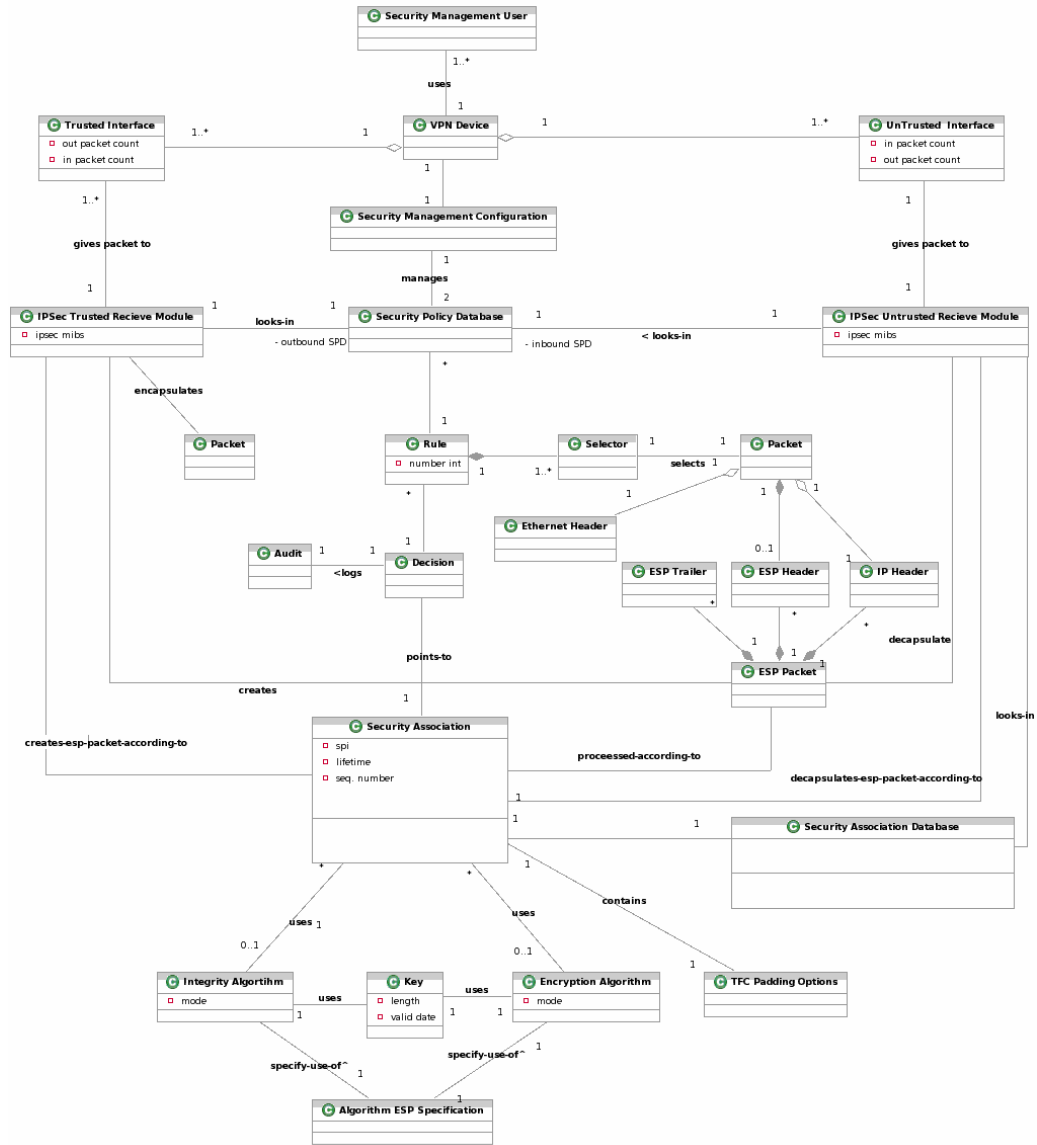 C Security Management User
1..*
uses
1
C Trusted Interface
out packet count
in packet count
1..*
1
C VPN Device
1
1..*
C UnTrusted Interface
in packet count
out packet count
1
1
C Security Management Configuration
1..*
gives packet to
1
1
manages
2
1
gives packet to
1
C IPSec Trusted Recieve Module
ipsec mibs
1
looks-in
1
- outbound SPD
C Security Policy Database
1
- inbound SPD
< looks-in
1
C IPSec Untrusted Recieve Module
ipsec mibs
encapsulates
*
1
C Packet
C Rule
number int
1
1..*
C Selector
1
selects
1
C Packet
1
1
1
1
C Ethernet Header
*
1
0..1
1
C Audit
1
<logs
1
C Decision
C ESP Trailer
C ESP Header
C IP Header
*
*
*
decapsulate
1
1
1
C ESP Packet
points-to
1
creates
looks-in
creates-esp-packet-according-to
C Security Association
spi
lifetime
seq. number
proceessed-according-to
decapsulates-esp-packet-according-to
1
1
1
C Security Association Database
*
*
1
uses
1
0..1
uses
0..1
contains
1
C Integrity Algortihm
mode
uses
1
C Key
length
valid date
uses
1
1
C Encryption Algorithm
mode
C TFC Padding Options
specify-use-of^
1
specify-use-of^
1
1
C Algorithm ESP Specification